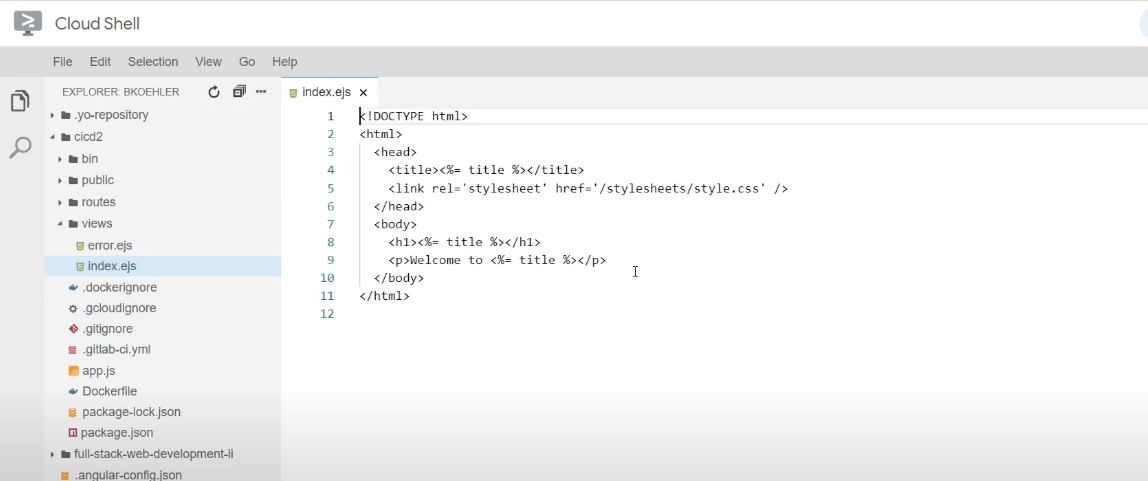 Cloud Shell
File Edit Selection View Go Help
EXPLORER: BKOEHLER
.yo-repository
cicd2
bin
public
routes
views
error.ejs
index.ejs
.dockerignore
.gcloudignore
.gitignore
.gitlab-ci.yml
app.js
Dockerfile
package-lock.json
package.json
full-stack-web-development-ii
.angular-config.json
index.ejs ×
1 <!DOCTYPE html>
2 <html>
3 <head>
4 <title><%= title %></title>
5 <link rel='stylesheet' href='/stylesheets/style.css' />
6 </head>
7 <body>
8 <h1><%= title %></h1>
9 <p>Welcome to <%= title %></p>
10 </body>
11 </html>
12